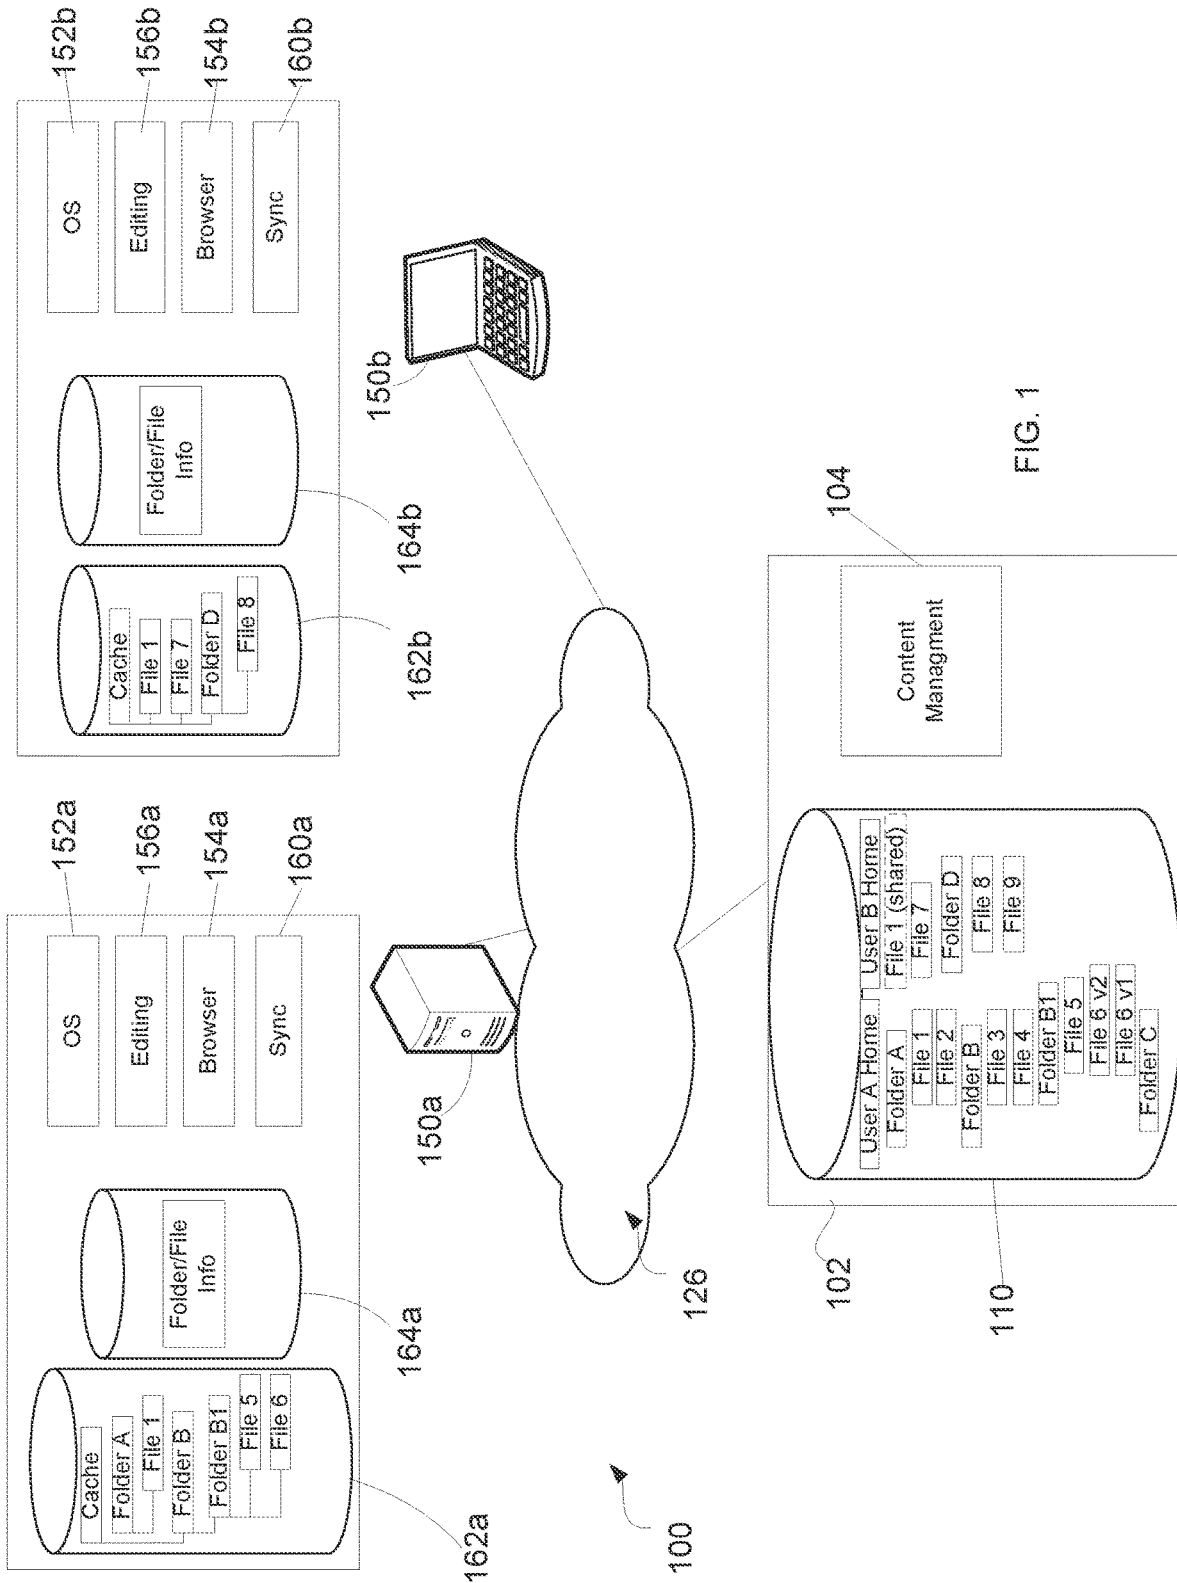 Cache
Folder A
File 1
Folder B
Folder B1
File 5
File 6
162a
Folder/File
Info
164a
OS
152a
Editing
156a
Browser
154a
Sync
160a
Cache
File 1
File 7
Folder D
File 8
162b
Folder/File
Info
164b
OS
152b
Editing
156b
Browser
154b
Sync
160b
150a
150b
126
100
102
110
User A Home
Folder A
File 1
File 2
Folder B
File 3
File 4
Folder B1
File 5
File 6 v2
File 6 v1
Folder C
User B Home
File 1 (shared)
File 7
Folder D
File 8
File 9
Content
Managment
104
FIG. 1